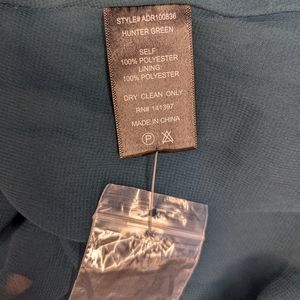 STYLE# ADR100836
HUNTER GREEN
SELF:
100% POLYESTER
LINING:
100% POLYESTER
DRY CLEAN ONLY
RN# 141397
MADE IN CHINA
P